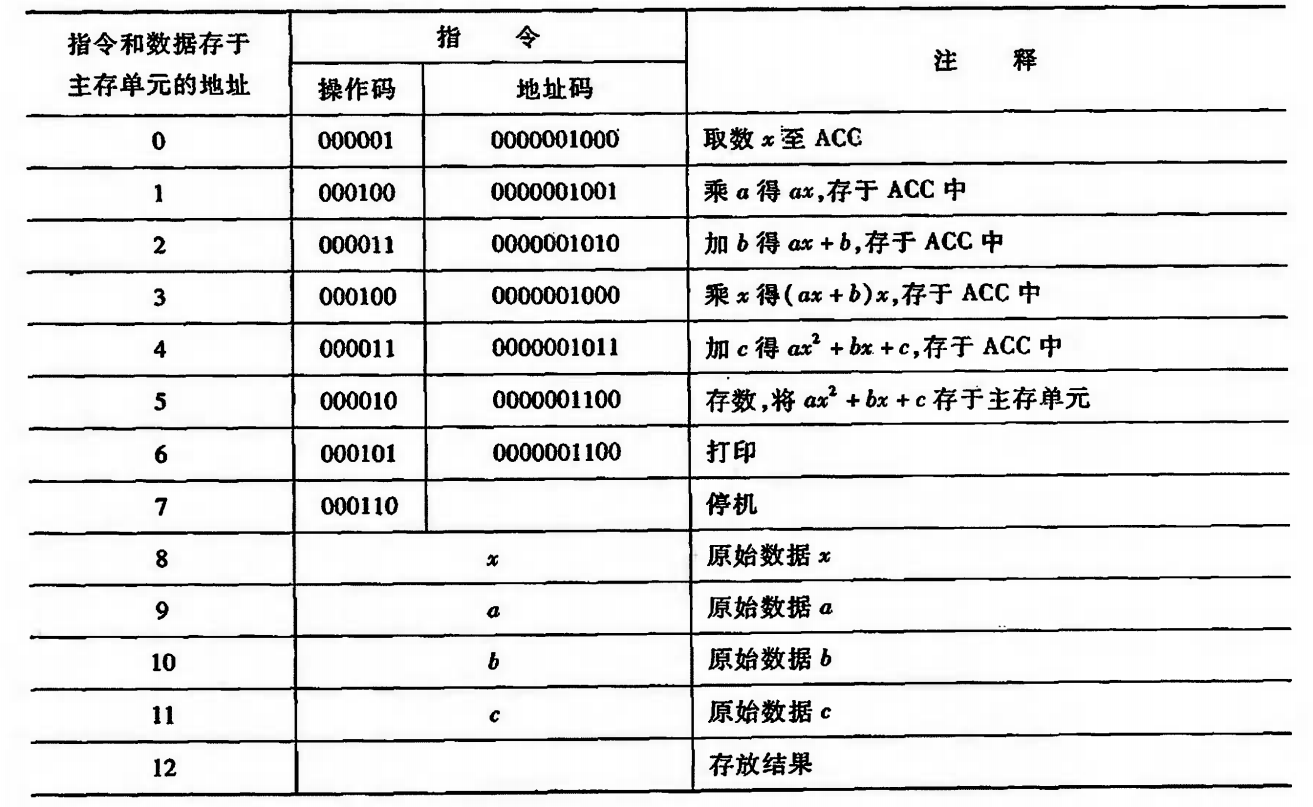 指令和数据存于
主存单元的地址
指 令
注 释
操作码 地址码
0 000001 0000001000 取数 x 至 ACC
1 000100 0000001001 乘 a 得 ax,存于 ACC 中
2 000011 0000001010 加 b 得 ax + b,存于 ACC 中
3 000100 0000001000 乘 x 得(ax + b)x,存于 ACC 中
4 000011 0000001011 加 c 得 ax² + bx + c,存于 ACC 中
5 000010 0000001100 存数,将 ax² + bx + c 存于主存单元
6 000101 0000001100 打印
7 000110 停机
8 x 原始数据 x
9 a 原始数据 a
10 b 原始数据 b
11 c 原始数据 c
12 存放结果